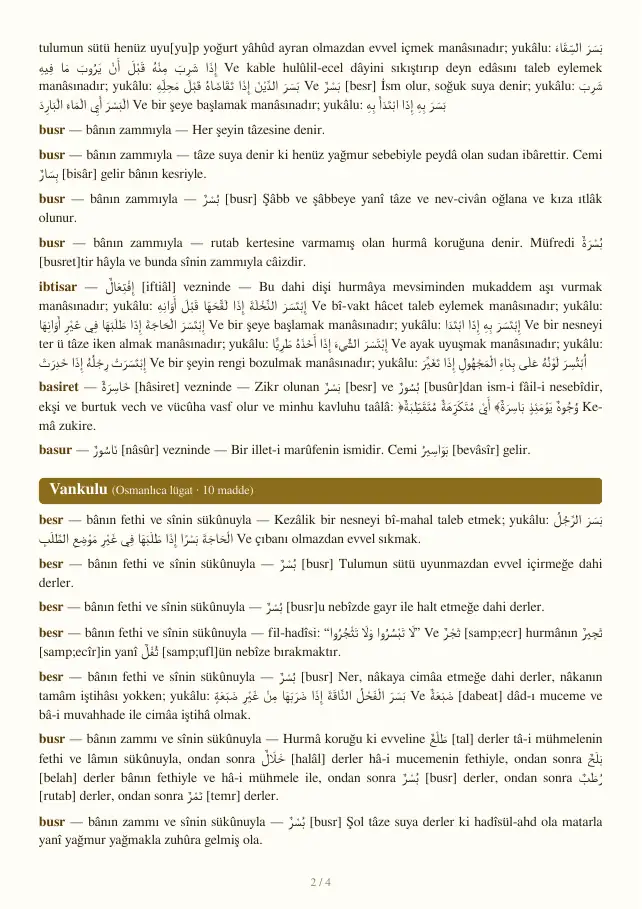 tulumun sütü henüz uyu[yu]p yoğurt yâhûd ayran olmazdan evvel içmek manâsınadır; yukâlu: بَسَرَ السِّقَاءَ
إِذَا شَرِبَ مِنْهُ قَبْلَ أَنْ يَرُوبَ مَا فِيهِ Ve kable hulûlil-ecel dâyini sıkıştırıp deyn edâsını taleb eylemek
manâsınadır; yukâlu: بَسَرَ الدَّيْنَ إِذَا تَقَاضَاهُ قَبْلَ مَحِلِّهِ Ve بَسْرٌ [besr] İsm olur, soğuk suya denir; yukâlu: شَرِبَ
الْبَسْرَ أَيِ الْمَاءَ الْبَارِدَ Ve bir şeye başlamak manâsınadır; yukâlu: بَسَرَ بِهِ إِذَا ابْتَدَأَ بِهِ
busr — bânın zammıyla — Her şeyin tâzesine denir.
busr — bânın zammıyla — tâze suya denir ki henüz yağmur sebebiyle peydâ olan sudan ibârettir. Cemi
بِسَارٌ [bisâr] gelir bânın kesriyle.
busr — bânın zammıyla — بُسْرٌ [busr] Şâbb ve şâbbeye yanî tâze ve nev-civân oğlana ve kıza ıtlâk
olunur.
busr — bânın zammıyla — rutab kertesine varmamış olan hurmâ koruğuna denir. Müfredi بُسْرَةٌ
[busret]tir hâyla ve bunda sînin zammıyla câizdir.
ibtisar — إِفْتِعَالٌ [iftiâl] vezninde — Bu dahi dişi hurmâya mevsiminden mukaddem aşı vurmak
manâsınadır; yukâlu: إِبْتَسَرَ النَّخْلَةَ إِذَا لَقَّحَهَا قَبْلَ أَوَانِهِ Ve bî-vakt hâcet taleb eylemek manâsınadır; yukâlu:
إِبْتَسَرَ الْحَاجَةَ إِذَا طَلَبَهَا فِي غَيْرِ أَوَانِهَا Ve bir şeye başlamak manâsınadır; yukâlu: إِبْتَسَرَ بِهِ إِذَا ابْتَدَا Ve bir nesneyi
ter ü tâze iken almak manâsınadır; yukâlu: إِبْتَسَرَ الشَّيْءَ إِذَا أَخَذَهُ طَرِيًّا Ve ayak uyuşmak manâsınadır; yukâlu:
إِبْتَسَرَتْ رِجْلُهُ إِذَا خَدِرَتْ Ve bir şeyin rengi bozulmak manâsınadır; yukâlu: أُبْتُسِرَ لَوْنُهُ عَلَى بِنَاءِ الْمَجْهُولِ إِذَا تَغَيَّرَ
basiret — خَاسِرَةٌ [hâsiret] vezninde — Zikr olunan بَسْرٌ [besr] ve بُسُورٌ [busûr]dan ism-i fâil-i nesebîdir,
ekşi ve burtuk vech ve vücûha vasf olur ve minhu kavluhu taâlâ: ﴿وُجُوهٌ يَوْمَئِذٍ بَاسِرَةٌ﴾ أَيْ مُتَكَرِّهَةٌ مُتَقَطِّبَةٌ Ke-
mâ zukire.
basur — نَاسُورٌ [nâsûr] vezninde — Bir illet-i marûfenin ismidir. Cemi بَوَاسِيرُ [bevâsîr] gelir.
Vankulu (Osmanlıca lügat · 10 madde)
besr — bânın fethi ve sînin sükûnuyla — Kezâlik bir nesneyi bî-mahal taleb etmek; yukâlu: بَسَرَ الرَّجُلُ
الْحَاجَةَ بَسْرًا إِذَا طَلَبَهَا فِي غَيْرِ مَوْضِعِ الطَّلَبِ Ve çıbanı olmazdan evvel sıkmak.
besr — bânın fethi ve sînin sükûnuyla — بُسْرٌ [busr] Tulumun sütü uyunmazdan evvel içirmeğe dahi
derler.
besr — bânın fethi ve sînin sükûnuyla — بُسْرٌ [busr]u nebîzde gayr ile halt etmeğe dahi derler.
besr — bânın fethi ve sînin sükûnuyla — fil-hadîsi: “لَا تَبْسُرُوا وَلَا تَثْجُرُوا” Ve ثَجْرٌ [samp;ecr] hurmânın ثَجِيرٌ
[samp;ecîr]in yanî ثُفْلٌ [samp;ufl]ün nebîze bırakmaktır.
besr — bânın fethi ve sînin sükûnuyla — بُسْرٌ [busr] Ner, nâkaya cimâa etmeğe dahi derler, nâkanın
tamâm iştihâsı yokken; yukâlu: بَسَرَ الْفَحْلُ النَّاقَةَ إِذَا ضَرَبَهَا مِنْ غَيْرِ ضَبَعَةٍ Ve ضَبَعَةٌ [dabeat] dâd-ı muceme ve
bâ-i muvahhade ile cimâa iştihâ olmak.
busr — bânın zammı ve sînin sükûnuyla — Hurmâ koruğu ki evveline طَلْعٌ [tal] derler tâ-i mühmelenin
fethi ve lâmın sükûnuyla, ondan sonra خَلَالٌ [halâl] derler hâ-i mucemenin fethiyle, ondan sonra بَلَحٌ
[belah] derler bânın fethiyle ve hâ-i mühmele ile, ondan sonra بُسْرٌ [busr] derler, ondan sonra رُطَبٌ
[rutab] derler, ondan sonra تَمْرٌ [temr] derler.
busr — bânın zammı ve sînin sükûnuyla — بُسْرٌ [busr] Şol tâze suya derler ki hadîsül-ahd ola matarla
yanî yağmur yağmakla zuhûra gelmiş ola.
2 / 4